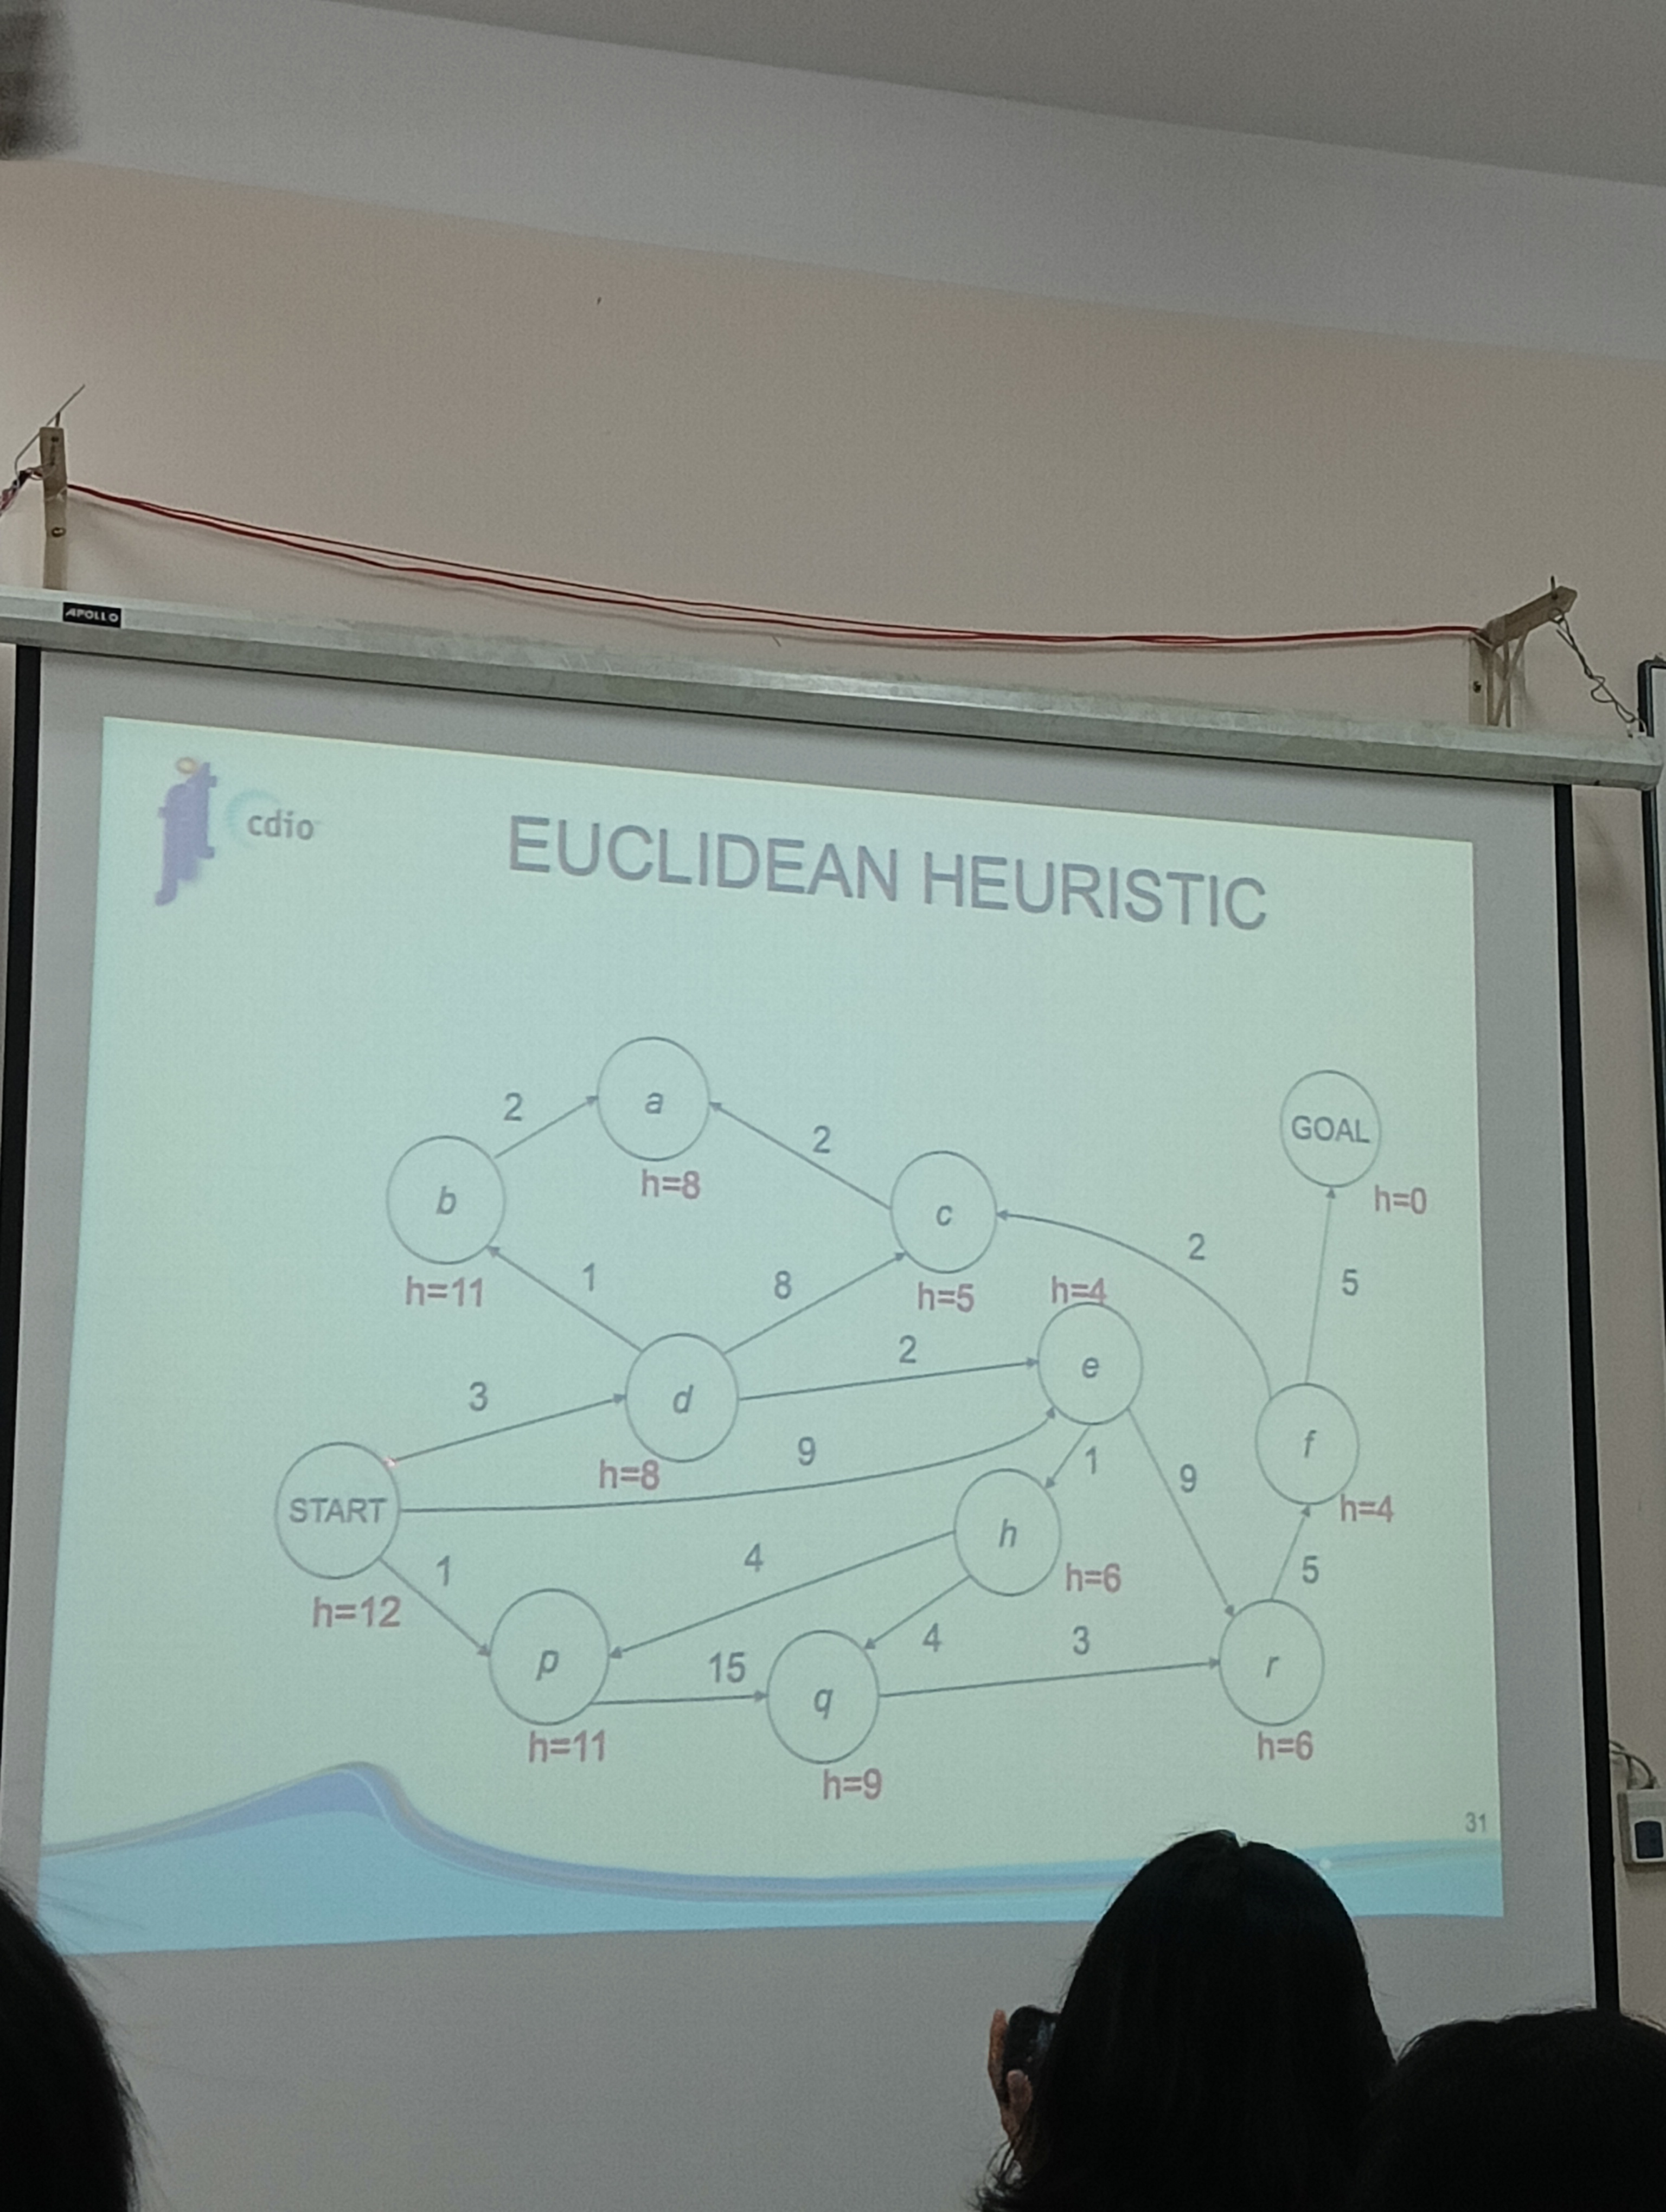 APOLLO
cdio
EUCLIDEAN HEURISTIC
a
h=8
2
b
h=11
2
c
h=5
GOAL
h=0
1
8
2
5
h=4
e
2
d
h=8
3
9
f
h=4
START
h=12
1
9
h
h=6
4
1
5
p
h=11
15
q
h=9
4
3
r
h=6
31